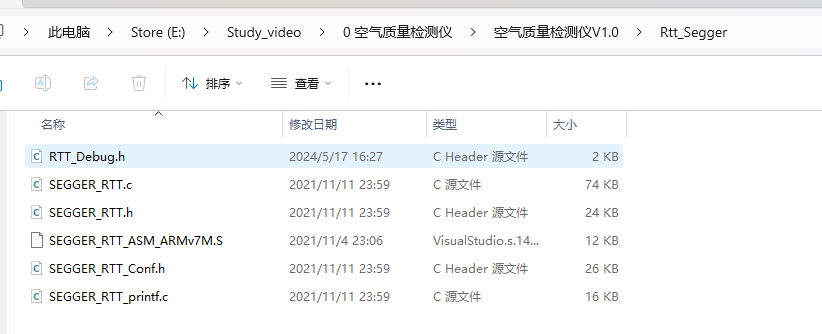 此电脑 > Store (E:) > Study_video > 0 空气质量检测仪 > 空气质量检测仪V1.0 > Rtt_Segger
排序 查看 ...
名称 修改日期 类型 大小
RTT_Debug.h 2024/5/17 16:27 C Header 源文件 2 KB
SEGGER_RTT.c 2021/11/11 23:59 C 源文件 74 KB
SEGGER_RTT.h 2021/11/11 23:59 C Header 源文件 24 KB
SEGGER_RTT_ASM_ARMv7M.S 2021/11/4 23:06 VisualStudio.s.14... 12 KB
SEGGER_RTT_Conf.h 2021/11/11 23:59 C Header 源文件 26 KB
SEGGER_RTT_printf.c 2021/11/11 23:59 C 源文件 16 KB